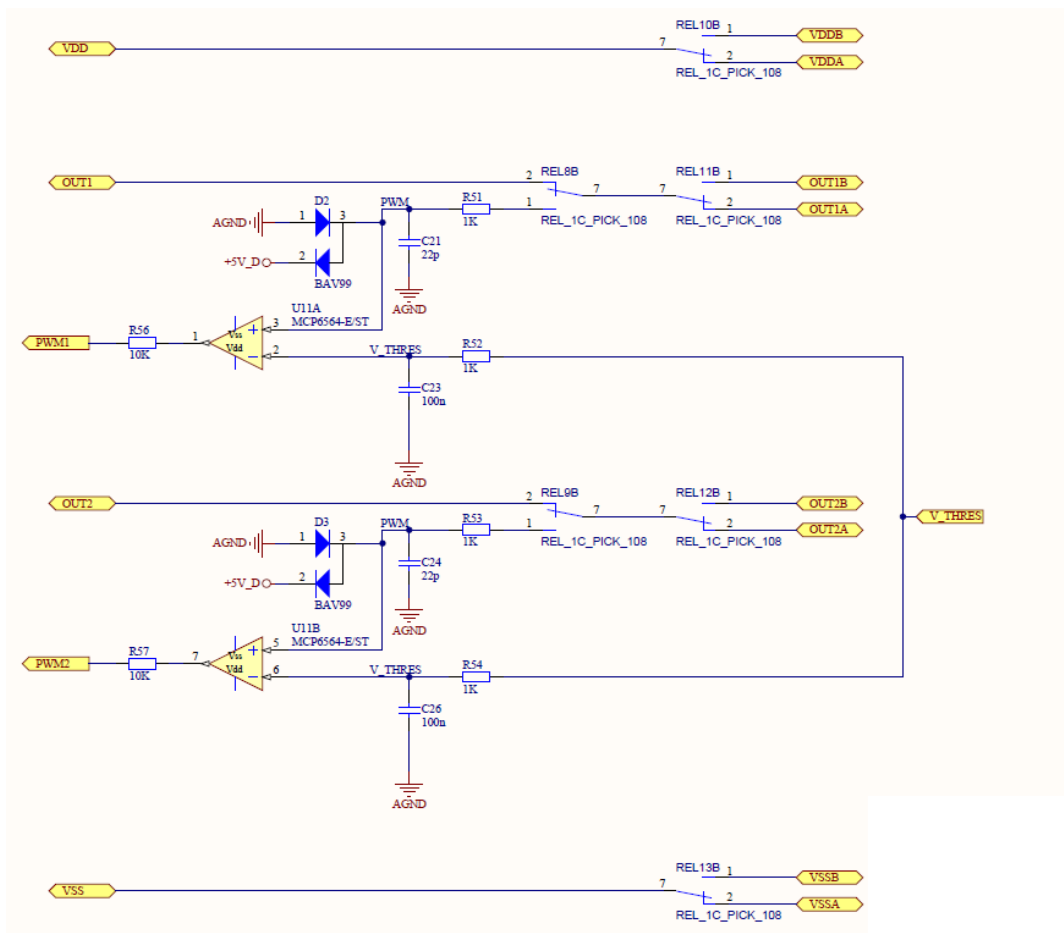 REL10B
1
VDDB
VDD
7
2
VDDA
REL_1C_PICK_108
REL8B
REL11B
OUT1
2
1
OUT1B
7
7
D2
PWM
R51
1
2
OUT1A
AGND
1
3
1K
REL_1C_PICK_108
REL_1C_PICK_108
C21
22p
+5V_D
2
BAV99
AGND
U11A
MCP6564-E/ST
R56
3
PWM1
1
Vss
+
10K
Vdd
−
2
V_THRES
R52
1K
C23
100n
AGND
REL9B
REL12B
OUT2
2
1
OUT2B
7
7
V_THRES
D3
PWM
R53
1
2
OUT2A
AGND
1
3
1K
REL_1C_PICK_108
REL_1C_PICK_108
C24
22p
+5V_D
2
BAV99
AGND
U11B
MCP6564-E/ST
R57
5
PWM2
7
Vss
+
10K
Vdd
−
6
V_THRES
R54
1K
C26
100n
AGND
REL13B
1
VSSB
VSS
7
2
VSSA
REL_1C_PICK_108